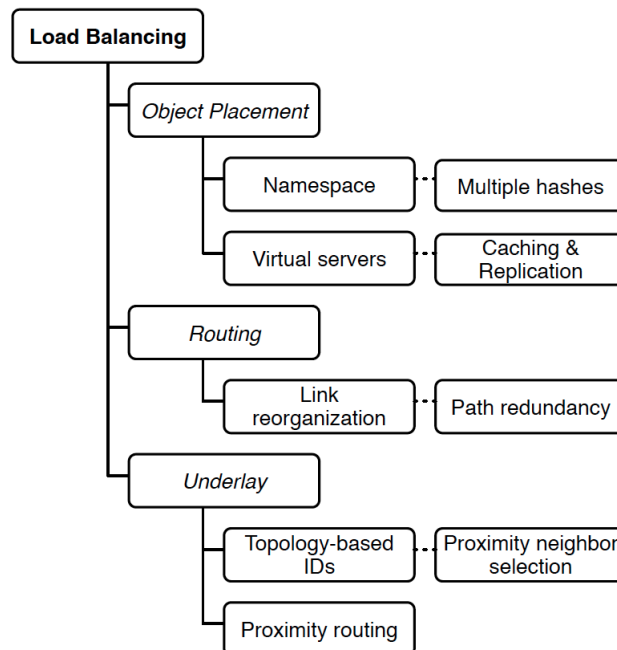 Load Balancing
Object Placement
Namespace
Multiple hashes
Virtual servers
Caching &
Replication
Routing
Link
reorganization
Path redundancy
Underlay
Topology-based
IDs
Proximity neighbor
selection
Proximity routing